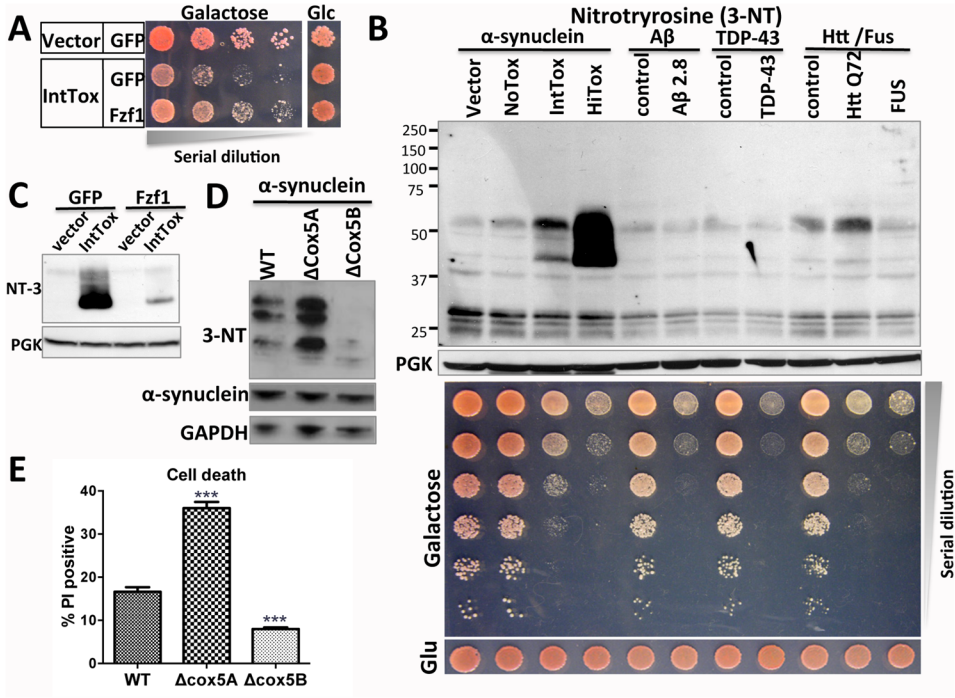 A
Galactose Glc
Vector GFP
IntTox GFP
Fzf1
Serial dilution
B
Nitrotyrosine (3-NT)
α-synuclein Aβ TDP-43 Htt /Fus
Vector NoTox IntTox HiTox control Aβ 2.8 control TDP-43 control Htt Q72 FUS
250
150
100
75
50
37
25
PGK
Galactose
Serial dilution
Glu
C
GFP Fzf1
vector IntTox vector IntTox
NT-3
PGK
D
α-synuclein
WT ΔCox5A ΔCox5B
3-NT
α-synuclein
GAPDH
E
Cell death
% PI positive
40
30
20
10
0
***
***
WT Δcox5A Δcox5B